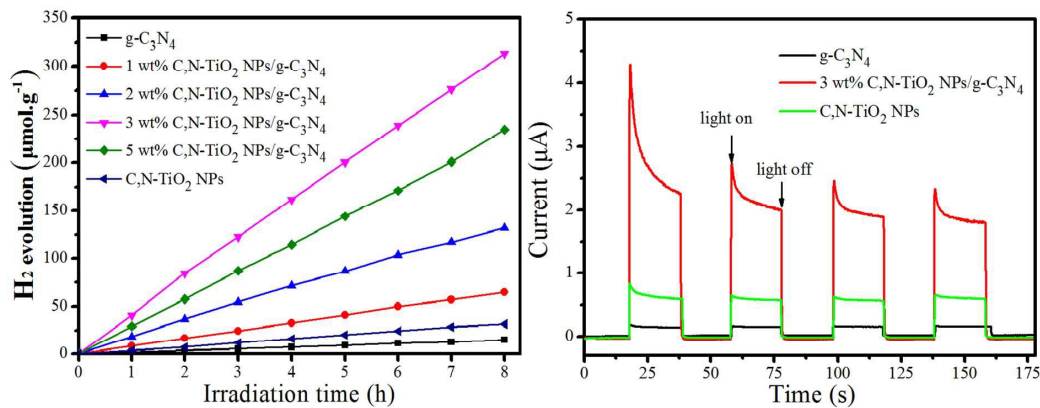 H₂ evolution (μmol.g⁻¹)
350
300
250
200
150
100
50
0
g-C₃N₄
1 wt% C,N-TiO₂ NPs/g-C₃N₄
2 wt% C,N-TiO₂ NPs/g-C₃N₄
3 wt% C,N-TiO₂ NPs/g-C₃N₄
5 wt% C,N-TiO₂ NPs/g-C₃N₄
C,N-TiO₂ NPs
0 1 2 3 4 5 6 7 8
Irradiation time (h)
Current (μA)
5
4
3
2
1
0
g-C₃N₄
3 wt% C,N-TiO₂ NPs/g-C₃N₄
C,N-TiO₂ NPs
light on
light off
0 25 50 75 100 125 150 175
Time (s)